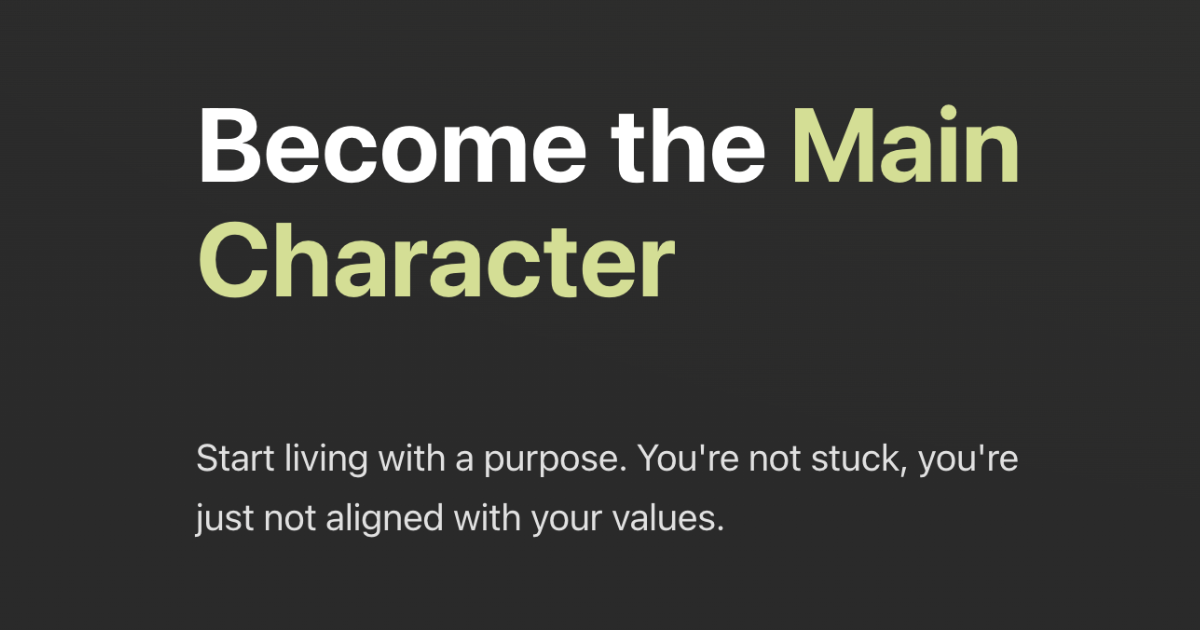 Become the Main
Character
Start living with a purpose. You're not stuck, you're
just not aligned with your values.